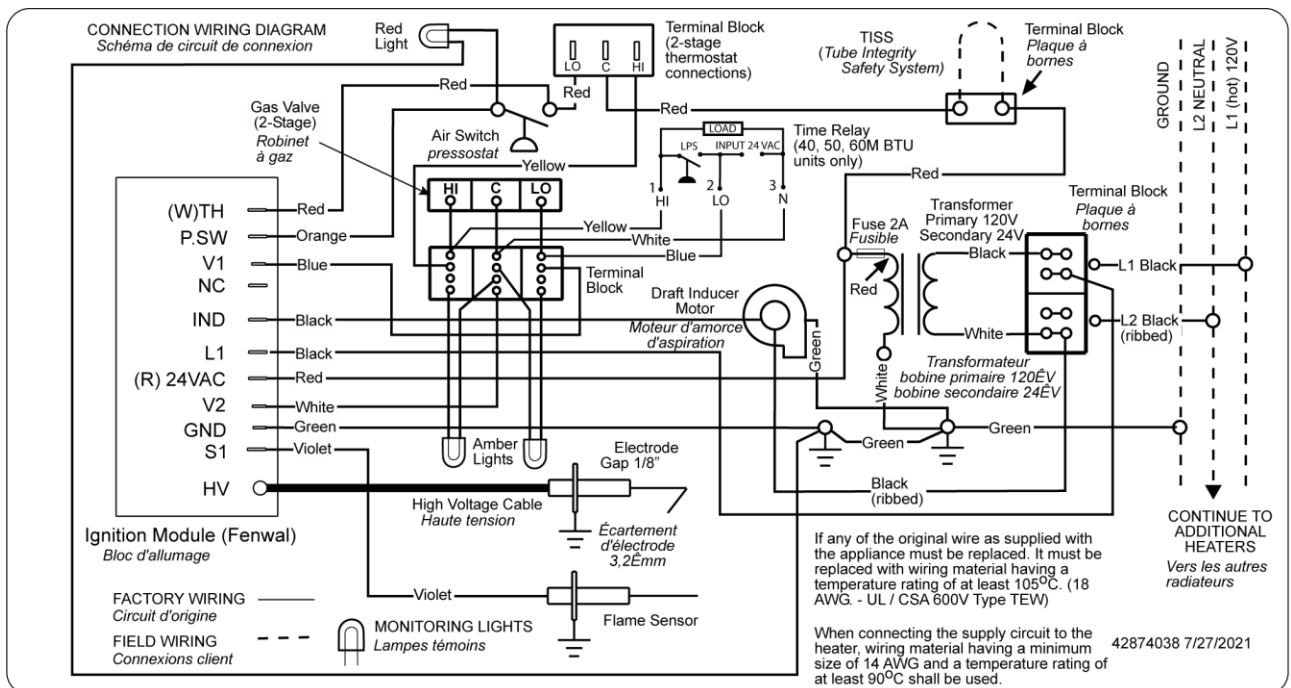 CONNECTION WIRING DIAGRAM
Schéma de circuit de connexion
Red
Light
Terminal Block
(2-stage
thermostat
connections)
LO
C
HI
TISS
(Tube Integrity
Safety System)
Terminal Block
Plaque à
bornes
GROUND
L2 NEUTRAL
L1 (hot) 120V
Red
Red
Red
Gas Valve
(2-Stage)
Robinet
à gaz
Air Switch
pressostat
Yellow
LOAD
LPS
INPUT 24 VAC
1
HI
2
LO
3
N
Time Relay
(40, 50, 60M BTU
units only)
Red
HI
C
LO
Yellow
White
Blue
Terminal
Block
Fuse 2A
Fusible
Red
Transformer
Primary 120V
Secondary 24V
Black
White
Terminal Block
Plaque à
bornes
L1 Black
L2 Black
(ribbed)
Transformateur
bobine primaire 120ÊV
bobine secondaire 24ÊV
Draft Inducer
Motor
Moteur d'amorce
d'aspiration
Green
White
(W)TH
Red
P.SW
Orange
V1
Blue
NC
IND
Black
L1
Black
(R) 24VAC
Red
V2
White
GND
Green
S1
Violet
HV
Ignition Module (Fenwal)
Bloc d'allumage
Amber
Lights
Electrode
Gap 1/8”
High Voltage Cable
Haute tension
Écartement
d'électrode
3,2Êmm
Green
Green
Black
(ribbed)
Violet
Flame Sensor
CONTINUE TO
ADDITIONAL
HEATERS
Vers les autres
radiateurs
FACTORY WIRING
Circuit d'origine
FIELD WIRING
Connexions client
MONITORING LIGHTS
Lampes témoins
If any of the original wire as supplied with
the appliance must be replaced. It must be
replaced with wiring material having a
temperature rating of at least 105ºC. (18
AWG. - UL / CSA 600V Type TEW)
When connecting the supply circuit to the
heater, wiring material having a minimum
size of 14 AWG and a temperature rating of
at least 90ºC shall be used.
42874038 7/27/2021